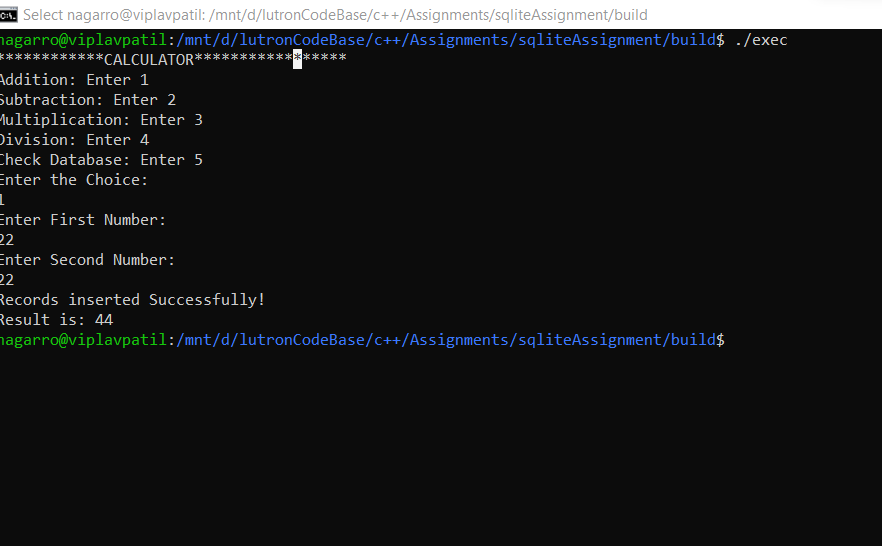 Select nagarro@viplavpatil: /mnt/d/lutronCodeBase/c++/Assignments/sqliteAssignment/build
nagarro@viplavpatil:/mnt/d/lutronCodeBase/c++/Assignments/sqliteAssignment/build$ ./exec
************CALCULATOR*****************
Addition: Enter 1
Subtraction: Enter 2
Multiplication: Enter 3
Division: Enter 4
Check Database: Enter 5
Enter the Choice:
1
Enter First Number:
22
Enter Second Number:
22
Records inserted Successfully!
Result is: 44
nagarro@viplavpatil:/mnt/d/lutronCodeBase/c++/Assignments/sqliteAssignment/build$